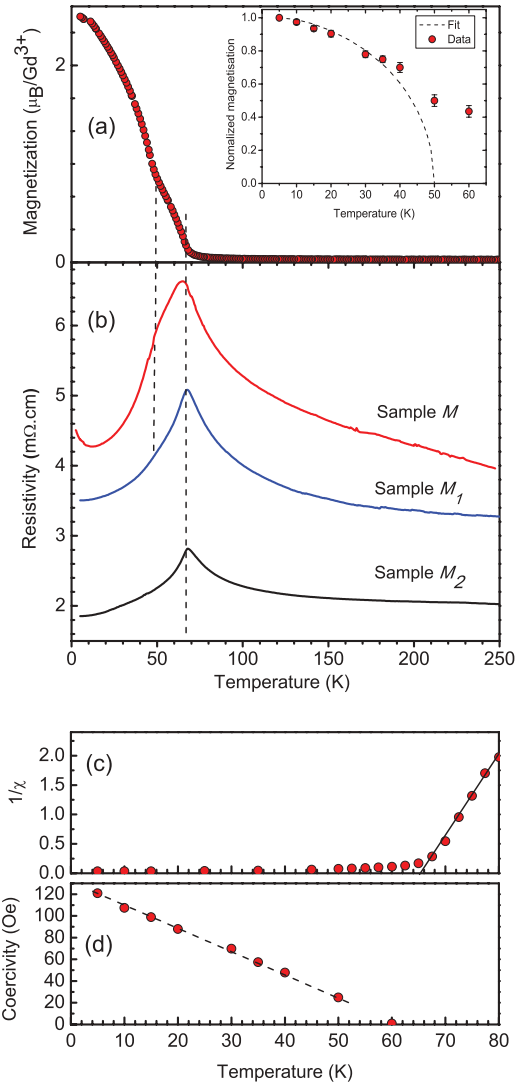 Magnetization (μB/Gd3+)
2
0
(a)
Nomalized magnetisation
1.0
0.8
0.6
0.4
0.2
0
Fit
Data
0 10 20 30 40 50 60
Temperature (K)
(b)
Resistivity (mΩ.cm)
6
5
4
3
2
Sample M
Sample M1
Sample M2
0 50 100 150 200 250
Temperature (K)
(c)
1/χ
2.0
1.5
1.0
0.5
0.0
(d)
Coercivity (Oe)
120
100
80
60
40
20
0
0 10 20 30 40 50 60 70 80
Temperature (K)